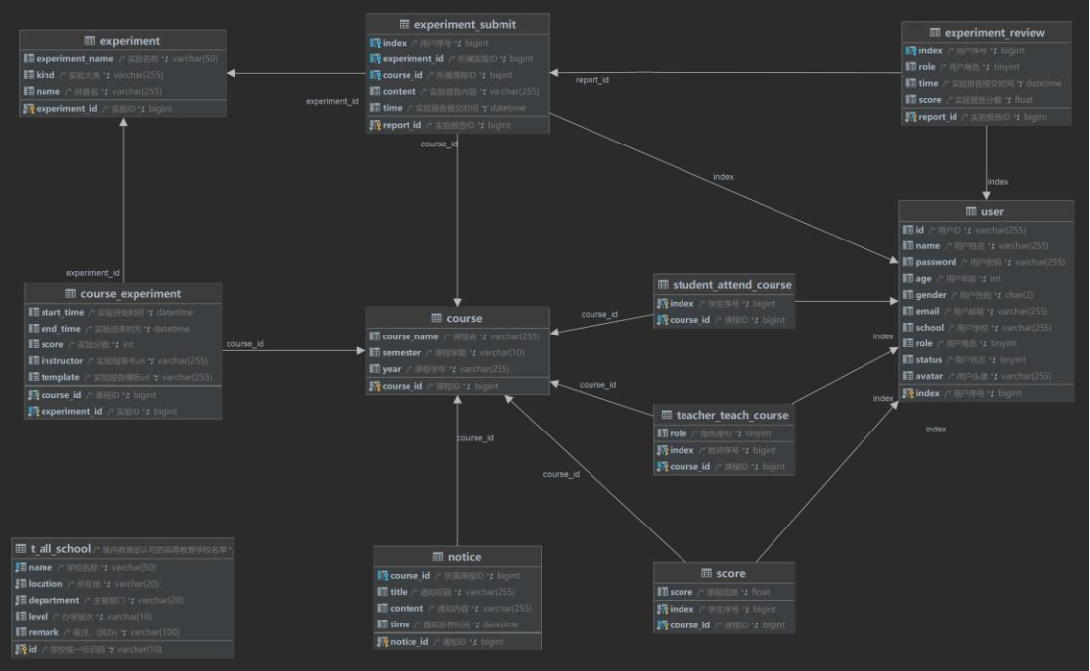 experiment
experiment_name /* 实验名称 */ varchar(50)
kind /* 实验大类 */ varchar(255)
name /* 拼音名 */ varchar(255)
experiment_id /* 实验ID */ bigint
experiment_submit
index /* 用户序号 */ bigint
experiment_id /* 所属实验ID */ bigint
course_id /* 所属课程ID */ bigint
content /* 实验报告内容 */ varchar(255)
time /* 实验报告提交时间 */ datetime
report_id /* 实验报告ID */ bigint
experiment_review
index /* 用户序号 */ bigint
role /* 用户角色 */ tinyint
time /* 实验报告提交时间 */ datetime
score /* 实验报告分数 */ float
report_id /* 实验报告ID */ bigint
report_id
experiment_id
course_id
index
index
user
id /* 用户ID */ varchar(255)
name /* 用户姓名 */ varchar(255)
password /* 用户密码 */ varchar(255)
age /* 用户年龄 */ int
gender /* 用户性别 */ char(2)
email /* 用户邮箱 */ varchar(255)
school /* 用户学校 */ varchar(255)
role /* 用户角色 */ tinyint
status /* 用户状态 */ tinyint
avatar /* 用户头像 */ varchar(255)
index /* 用户序号 */ bigint
experiment_id
course_experiment
start_time /* 实验开始时间 */ datetime
end_time /* 实验结束时间 */ datetime
score /* 实验分数 */ int
instructor /* 实验指导书url */ varchar(255)
template /* 实验报告模板url */ varchar(255)
course_id /* 课程ID */ bigint
experiment_id /* 实验ID */ bigint
course_id
course
course_name /* 课程名 */ varchar(255)
semester /* 课程学期 */ varchar(10)
year /* 课程学年 */ varchar(255)
course_id /* 课程ID */ bigint
student_attend_course
index /* 学生序号 */ bigint
course_id /* 课程ID */ bigint
course_id
index
course_id
teacher_teach_course
role /* 角色身份 */ tinyint
index /* 教师序号 */ bigint
course_id /* 课程ID */ bigint
index
index
course_id
course_id
t_all_school /* 境内教育部认可的高等教育学校名单 */
name /* 学校名称 */ varchar(50)
location /* 所在地 */ varchar(20)
department /* 主管部门 */ varchar(20)
level /* 办学层次 */ varchar(10)
remark /* 备注, (民办) */ varchar(100)
id /* 学校唯一标识码 */ varchar(10)
notice
course_id /* 所属课程ID */ bigint
title /* 通知标题 */ varchar(255)
content /* 通知内容 */ varchar(255)
time /* 通知发布时间 */ datetime
notice_id /* 通知ID */ bigint
score
score /* 课程成绩 */ float
index /* 学生序号 */ bigint
course_id /* 课程ID */ bigint